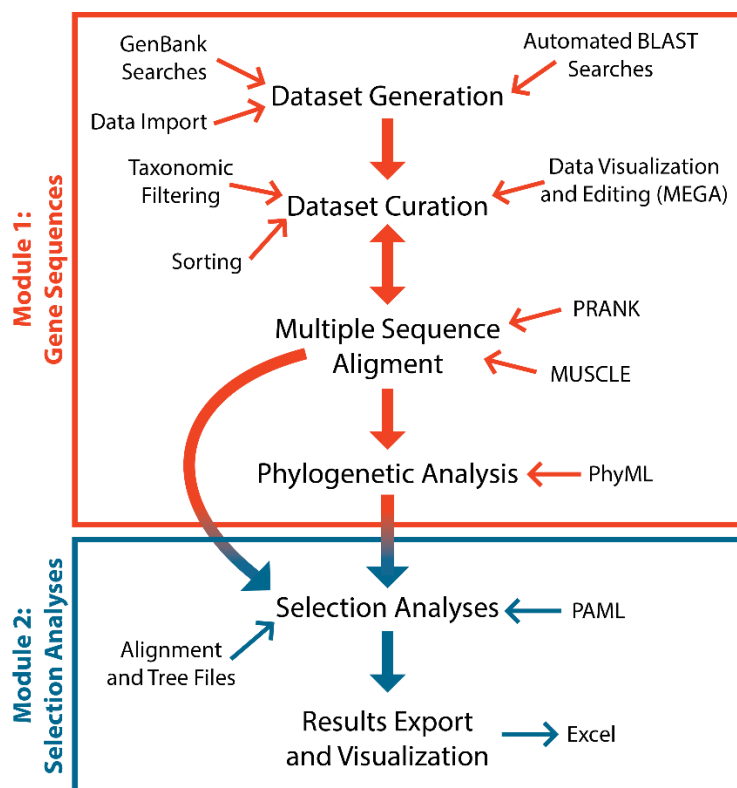 Module 1:
Gene Sequences
GenBank
Searches
Automated BLAST
Searches
Dataset Generation
Data Import
Taxonomic
Filtering
Data Visualization
and Editing (MEGA)
Dataset Curation
Sorting
Multiple Sequence
Aligment
PRANK
MUSCLE
Phylogenetic Analysis
PhyML
Module 2:
Selection Analyses
Selection Analyses
PAML
Alignment
and Tree Files
Results Export
and Visualization
Excel